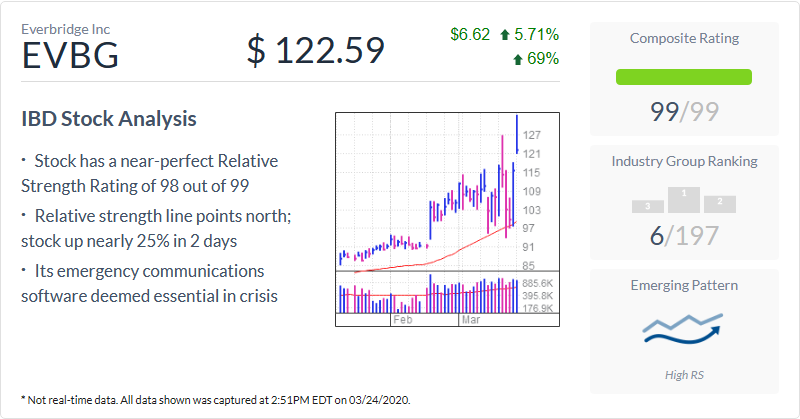 Everbridge Inc
EVBG
$ 122.59
$6.62 5.71%
69%
IBD Stock Analysis
· Stock has a near-perfect Relative
Strength Rating of 98 out of 99
· Relative strength line points north;
stock up nearly 25% in 2 days
· Its emergency communications
software deemed essential in crisis
127
121
115
109
103
97
91
85
885.6K
395.8K
176.9K
Feb
Mar
Composite Rating
99/99
Industry Group Ranking
3
1
2
6/197
Emerging Pattern
High RS
* Not real-time data. All data shown was captured at 2:51PM EDT on 03/24/2020.